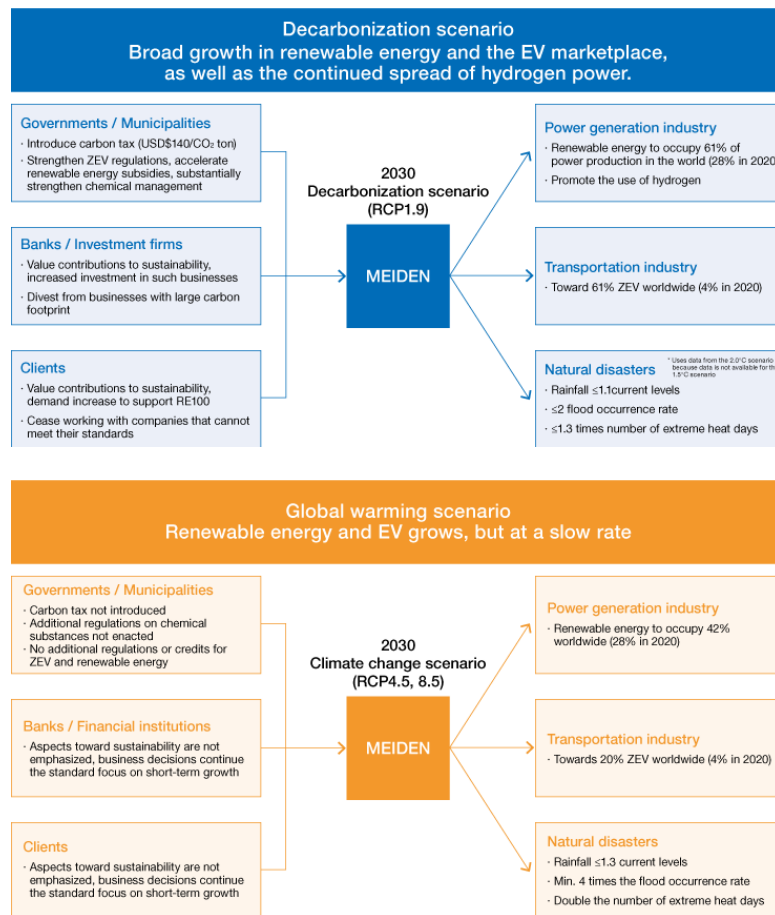 Decarbonization scenario
Broad growth in renewable energy and the EV marketplace,
as well as the continued spread of hydrogen power.
Governments / Municipalities
· Introduce carbon tax (USD$140/CO₂ ton)
· Strengthen ZEV regulations, accelerate
renewable energy subsidies, substantially
strengthen chemical management
Banks / Investment firms
· Value contributions to sustainability,
increased investment in such businesses
· Divest from businesses with large carbon
footprint
Clients
· Value contributions to sustainability,
demand increase to support RE100
· Cease working with companies that cannot
meet their standards
2030
Decarbonization scenario
(RCP1.9)
MEIDEN
Power generation industry
· Renewable energy to occupy 61% of
power production in the world (28% in 2020
· Promote the use of hydrogen
Transportation industry
· Toward 61% ZEV worldwide (4% in 2020)
Natural disasters
* Uses data from the 2.0°C scenario
because data is not available for th
1.5°C scenario
· Rainfall ≤1.1current levels
· ≤2 flood occurrence rate
· ≤1.3 times number of extreme heat days
Global warming scenario
Renewable energy and EV grows, but at a slow rate
Governments / Municipalities
· Carbon tax not introduced
· Additional regulations on chemical
substances not enacted
· No additional regulations or credits for
ZEV and renewable energy
Banks / Financial institutions
· Aspects toward sustainability are not
emphasized, business decisions continue
the standard focus on short-term growth
Clients
· Aspects toward sustainability are not
emphasized, business decisions continue
the standard focus on short-term growth
2030
Climate change scenario
(RCP4.5, 8.5)
MEIDEN
Power generation industry
· Renewable energy to occupy 42%
worldwide (28% in 2020)
Transportation industry
· Towards 20% ZEV worldwide (4% in 2020)
Natural disasters
· Rainfall ≤1.3 current levels
· Min. 4 times the flood occurrence rate
· Double the number of extreme heat days